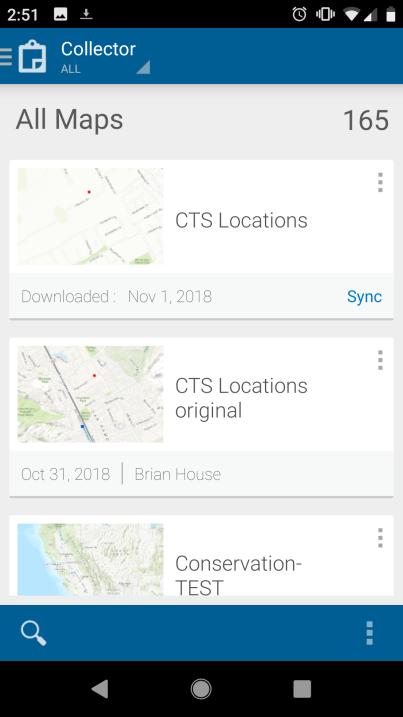 2:51
Collector
ALL
All Maps 165
CTS Locations
Downloaded : Nov 1, 2018 Sync
CTS Locations
original
Oct 31, 2018 Brian House
Conservation-
TEST